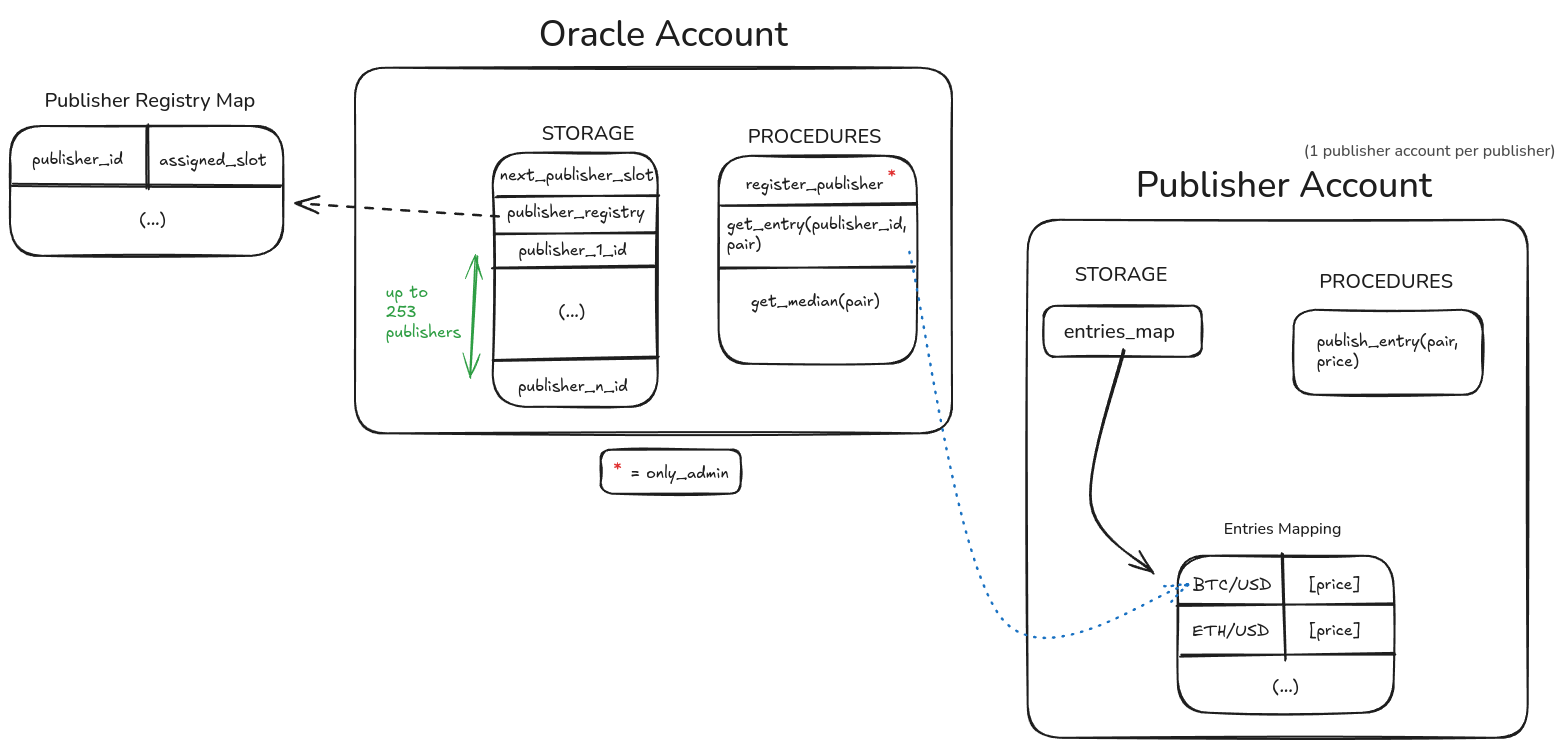 Oracle Account
Publisher Registry Map
publisher_id
assigned_slot
(...)
STORAGE
next_publisher_slot
publisher_registry
publisher_1_id
(...)
publisher_n_id
up to
253
publishers
PROCEDURES
register_publisher *
get_entry(publisher_id,
pair)
get_median(pair)
* = only_admin
(1 publisher account per publisher)
Publisher Account
STORAGE
entries_map
PROCEDURES
publish_entry(pair,
price)
Entries Mapping
BTC/USD
[price]
ETH/USD
[price]
(...)